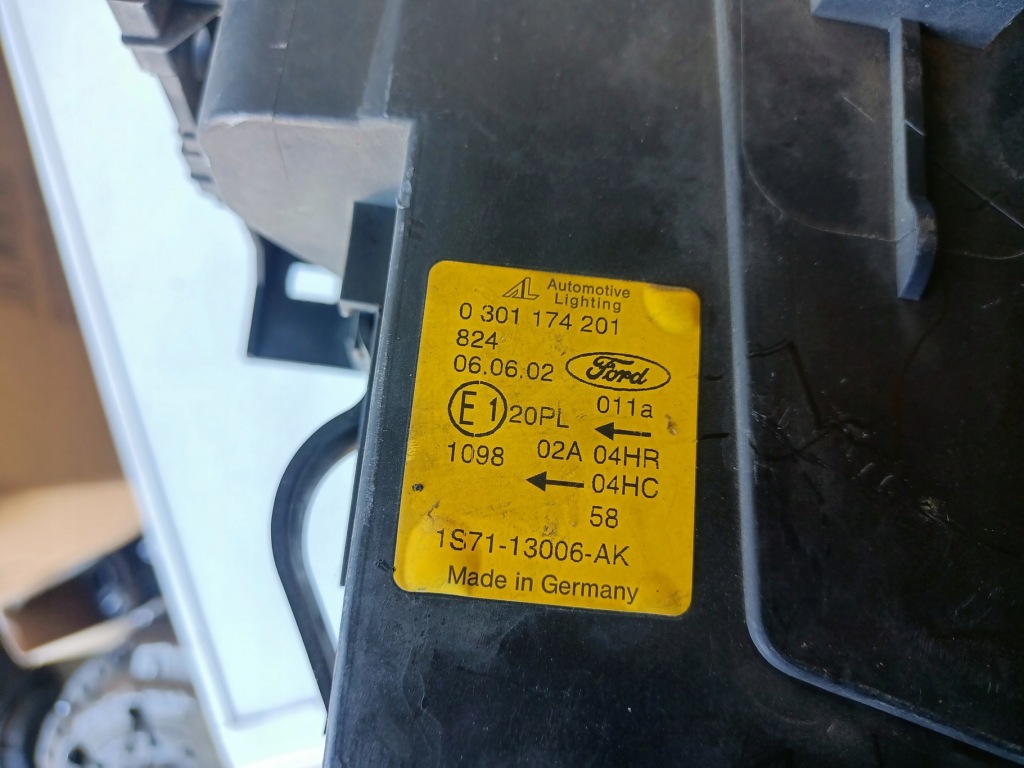 AL Automotive
Lighting
0 301 174 201
824
06.06.02 Ford
E1 20PL 011a
1098 02A 04HR
04HC
58
1S71-13006-AK
Made in Germany